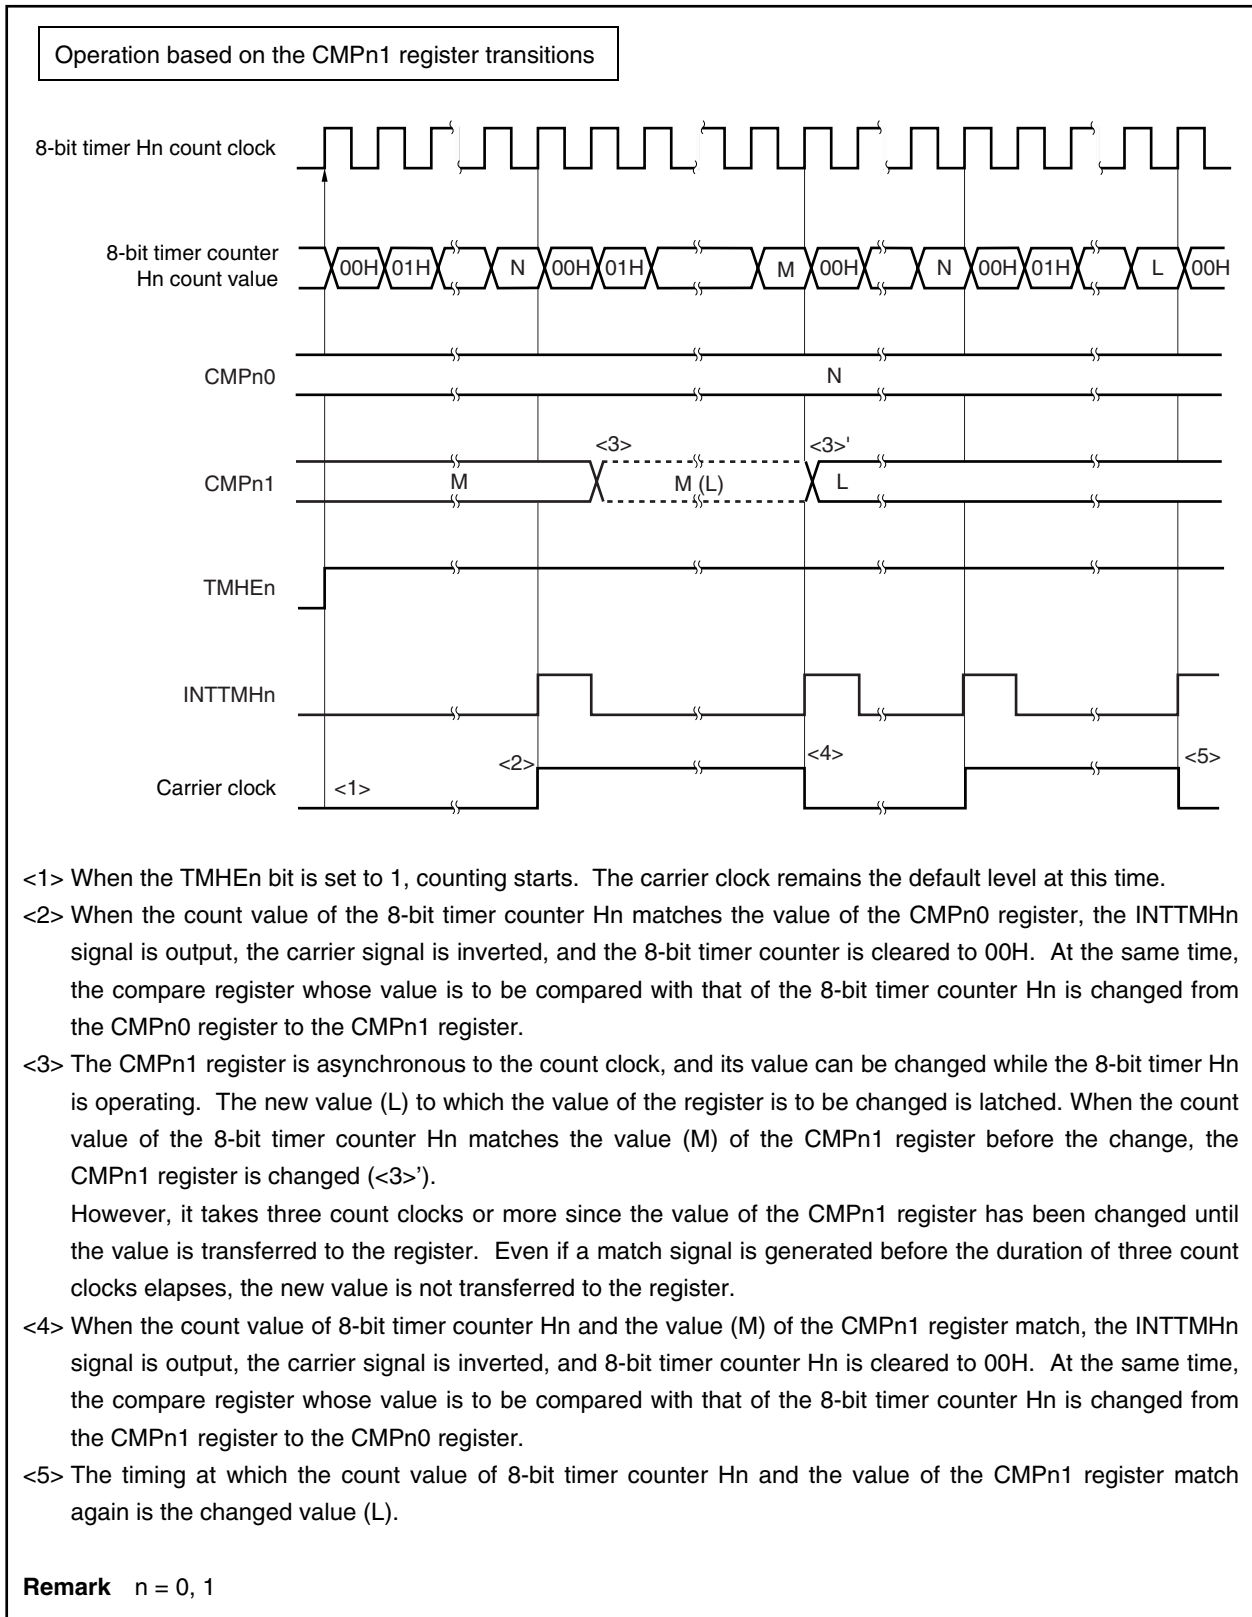 Operation based on the CMPn1 register transitions
8-bit timer Hn count clock
8-bit timer counter
Hn count value
00H 01H N 00H 01H M 00H N 00H 01H L 00H
CMPn0
N
<3> <3>'
CMPn1
M M (L) L
TMHEn
INTTMHn
<2> <4> <5>
Carrier clock
<1>
<1> When the TMHEn bit is set to 1, counting starts. The carrier clock remains the default level at this time.
<2> When the count value of the 8-bit timer counter Hn matches the value of the CMPn0 register, the INTTMHn
signal is output, the carrier signal is inverted, and the 8-bit timer counter is cleared to 00H. At the same time,
the compare register whose value is to be compared with that of the 8-bit timer counter Hn is changed from
the CMPn0 register to the CMPn1 register.
<3> The CMPn1 register is asynchronous to the count clock, and its value can be changed while the 8-bit timer Hn
is operating. The new value (L) to which the value of the register is to be changed is latched. When the count
value of the 8-bit timer counter Hn matches the value (M) of the CMPn1 register before the change, the
CMPn1 register is changed (<3>’).
However, it takes three count clocks or more since the value of the CMPn1 register has been changed until
the value is transferred to the register. Even if a match signal is generated before the duration of three count
clocks elapses, the new value is not transferred to the register.
<4> When the count value of 8-bit timer counter Hn and the value (M) of the CMPn1 register match, the INTTMHn
signal is output, the carrier signal is inverted, and 8-bit timer counter Hn is cleared to 00H. At the same time,
the compare register whose value is to be compared with that of the 8-bit timer counter Hn is changed from
the CMPn1 register to the CMPn0 register.
<5> The timing at which the count value of 8-bit timer counter Hn and the value of the CMPn1 register match
again is the changed value (L).
Remark n = 0, 1